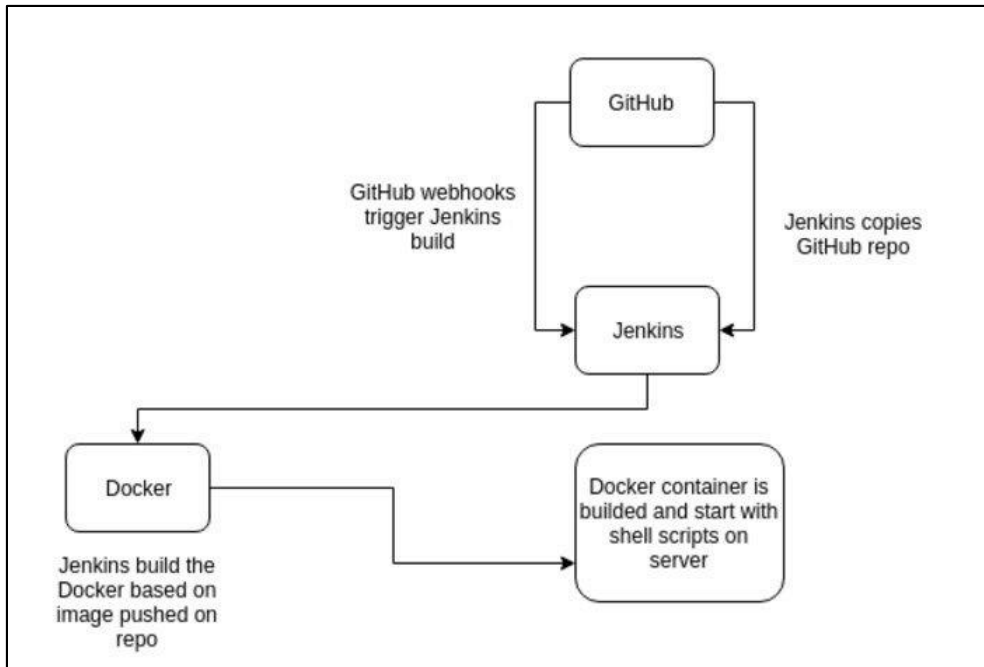 GitHub
GitHub webhooks
trigger Jenkins
build
Jenkins copies
GitHub repo
Jenkins
Docker
Jenkins build the
Docker based on
image pushed on
repo
Docker container is
builded and start with
shell scripts on
server